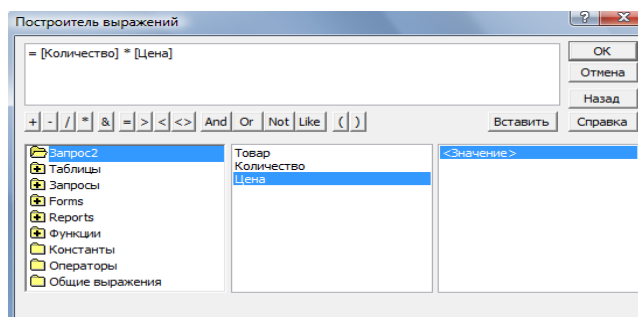 Построитель выражений
= [Количество] * [Цена]
ОК
Отмена
Назад
+ - / * & = > < <> And Or Not Like ( ) Вставить Справка
Запрос2
Таблицы
Запросы
Forms
Reports
Функции
Константы
Операторы
Общие выражения
Товар
Количество
Цена
<Значение>